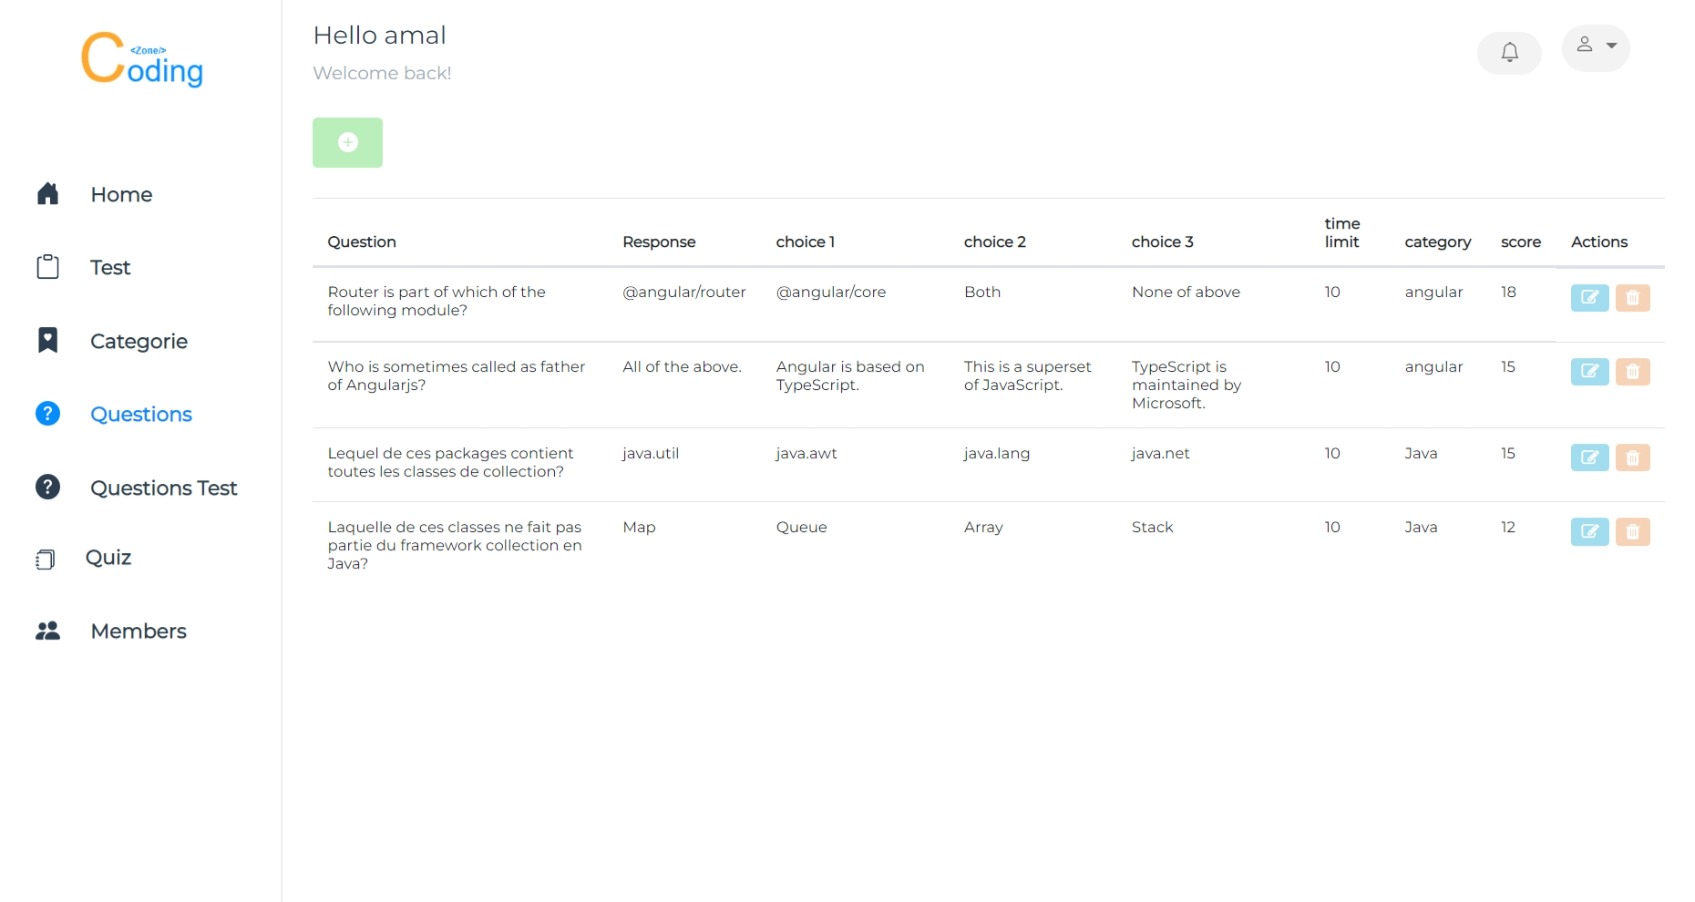 Coding
<Zone/>
Hello amal
Welcome back!
Home
Test
Categorie
Questions
Questions Test
Quiz
Members
Question Response choice 1 choice 2 choice 3 time limit category score Actions
Router is part of which of the @angular/router @angular/core Both None of above 10 angular 18
following module?
Who is sometimes called as father All of the above. Angular is based on This is a superset TypeScript is 10 angular 15
of Angularjs? TypeScript. of JavaScript. maintained by
Microsoft.
Lequel de ces packages contient java.util java.awt java.lang java.net 10 Java 15
toutes les classes de collection?
Laquelle de ces classes ne fait pas Map Queue Array Stack 10 Java 12
partie du framework collection en
Java?